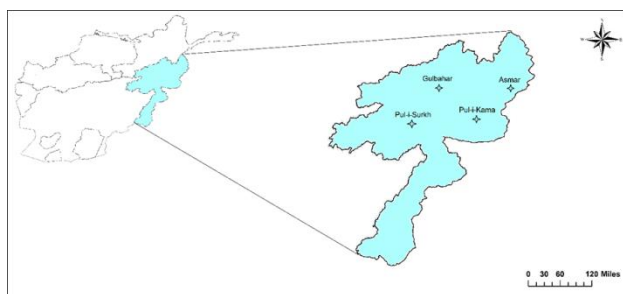 Gulbahar
Asmar
Pul-i-Surkh
Pul-i-Kama
0 30 60 120 Miles